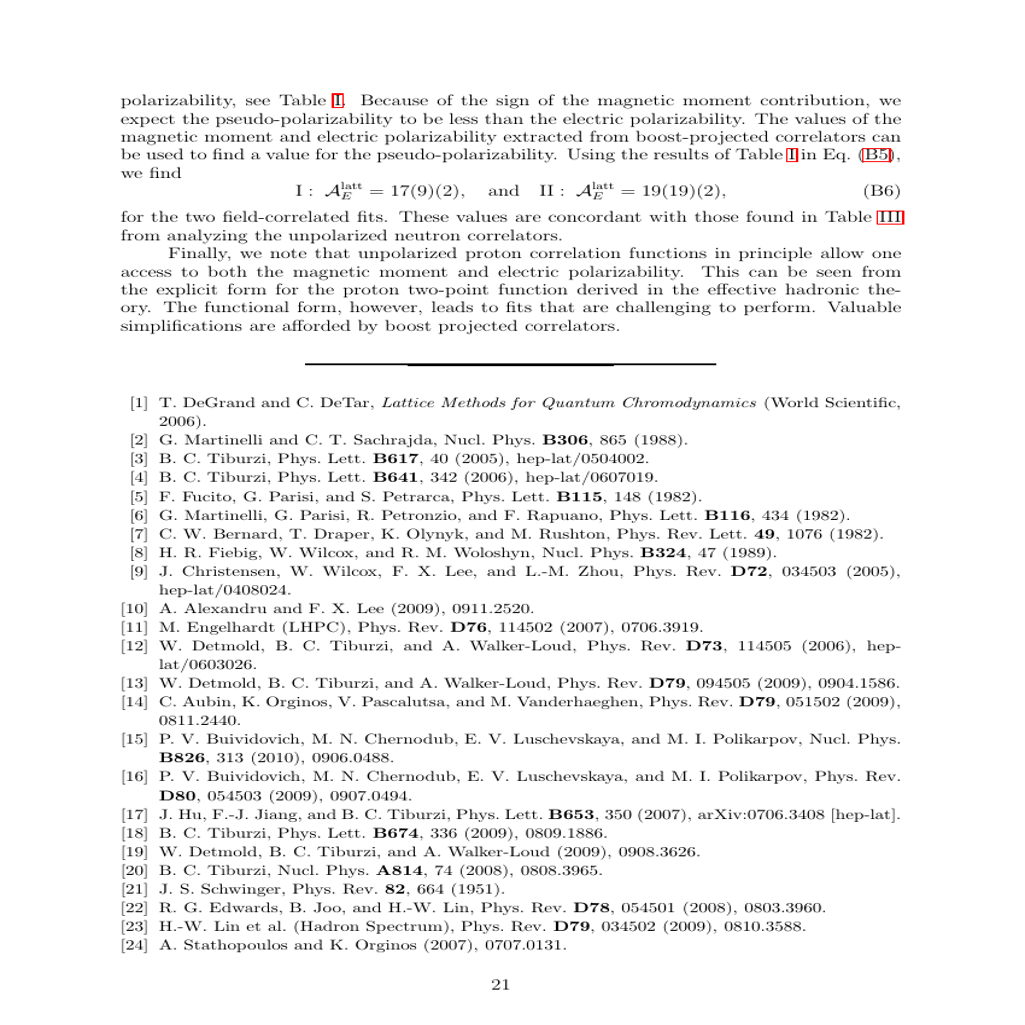 polarizability, see Table I. Because of the sign of the magnetic moment contribution, we
expect the pseudo-polarizability to be less than the electric polarizability. The values of the
magnetic moment and electric polarizability extracted from boost-projected correlators can
be used to find a value for the pseudo-polarizability. Using the results of Table I in Eq. (B5),
we find
I : 𝒜_E^latt = 17(9)(2), and II : 𝒜_E^latt = 19(19)(2), (B6)
for the two field-correlated fits. These values are concordant with those found in Table III
from analyzing the unpolarized neutron correlators.
Finally, we note that unpolarized proton correlation functions in principle allow one
access to both the magnetic moment and electric polarizability. This can be seen from
the explicit form for the proton two-point function derived in the effective hadronic the-
ory. The functional form, however, leads to fits that are challenging to perform. Valuable
simplifications are afforded by boost projected correlators.
[1] T. DeGrand and C. DeTar, Lattice Methods for Quantum Chromodynamics (World Scientific,
2006).
[2] G. Martinelli and C. T. Sachrajda, Nucl. Phys. B306, 865 (1988).
[3] B. C. Tiburzi, Phys. Lett. B617, 40 (2005), hep-lat/0504002.
[4] B. C. Tiburzi, Phys. Lett. B641, 342 (2006), hep-lat/0607019.
[5] F. Fucito, G. Parisi, and S. Petrarca, Phys. Lett. B115, 148 (1982).
[6] G. Martinelli, G. Parisi, R. Petronzio, and F. Rapuano, Phys. Lett. B116, 434 (1982).
[7] C. W. Bernard, T. Draper, K. Olynyk, and M. Rushton, Phys. Rev. Lett. 49, 1076 (1982).
[8] H. R. Fiebig, W. Wilcox, and R. M. Woloshyn, Nucl. Phys. B324, 47 (1989).
[9] J. Christensen, W. Wilcox, F. X. Lee, and L.-M. Zhou, Phys. Rev. D72, 034503 (2005),
hep-lat/0408024.
[10] A. Alexandru and F. X. Lee (2009), 0911.2520.
[11] M. Engelhardt (LHPC), Phys. Rev. D76, 114502 (2007), 0706.3919.
[12] W. Detmold, B. C. Tiburzi, and A. Walker-Loud, Phys. Rev. D73, 114505 (2006), hep-
lat/0603026.
[13] W. Detmold, B. C. Tiburzi, and A. Walker-Loud, Phys. Rev. D79, 094505 (2009), 0904.1586.
[14] C. Aubin, K. Orginos, V. Pascalutsa, and M. Vanderhaeghen, Phys. Rev. D79, 051502 (2009),
0811.2440.
[15] P. V. Buividovich, M. N. Chernodub, E. V. Luschevskaya, and M. I. Polikarpov, Nucl. Phys.
B826, 313 (2010), 0906.0488.
[16] P. V. Buividovich, M. N. Chernodub, E. V. Luschevskaya, and M. I. Polikarpov, Phys. Rev.
D80, 054503 (2009), 0907.0494.
[17] J. Hu, F.-J. Jiang, and B. C. Tiburzi, Phys. Lett. B653, 350 (2007), arXiv:0706.3408 [hep-lat].
[18] B. C. Tiburzi, Phys. Lett. B674, 336 (2009), 0809.1886.
[19] W. Detmold, B. C. Tiburzi, and A. Walker-Loud (2009), 0908.3626.
[20] B. C. Tiburzi, Nucl. Phys. A814, 74 (2008), 0808.3965.
[21] J. S. Schwinger, Phys. Rev. 82, 664 (1951).
[22] R. G. Edwards, B. Joo, and H.-W. Lin, Phys. Rev. D78, 054501 (2008), 0803.3960.
[23] H.-W. Lin et al. (Hadron Spectrum), Phys. Rev. D79, 034502 (2009), 0810.3588.
[24] A. Stathopoulos and K. Orginos (2007), 0707.0131.
21